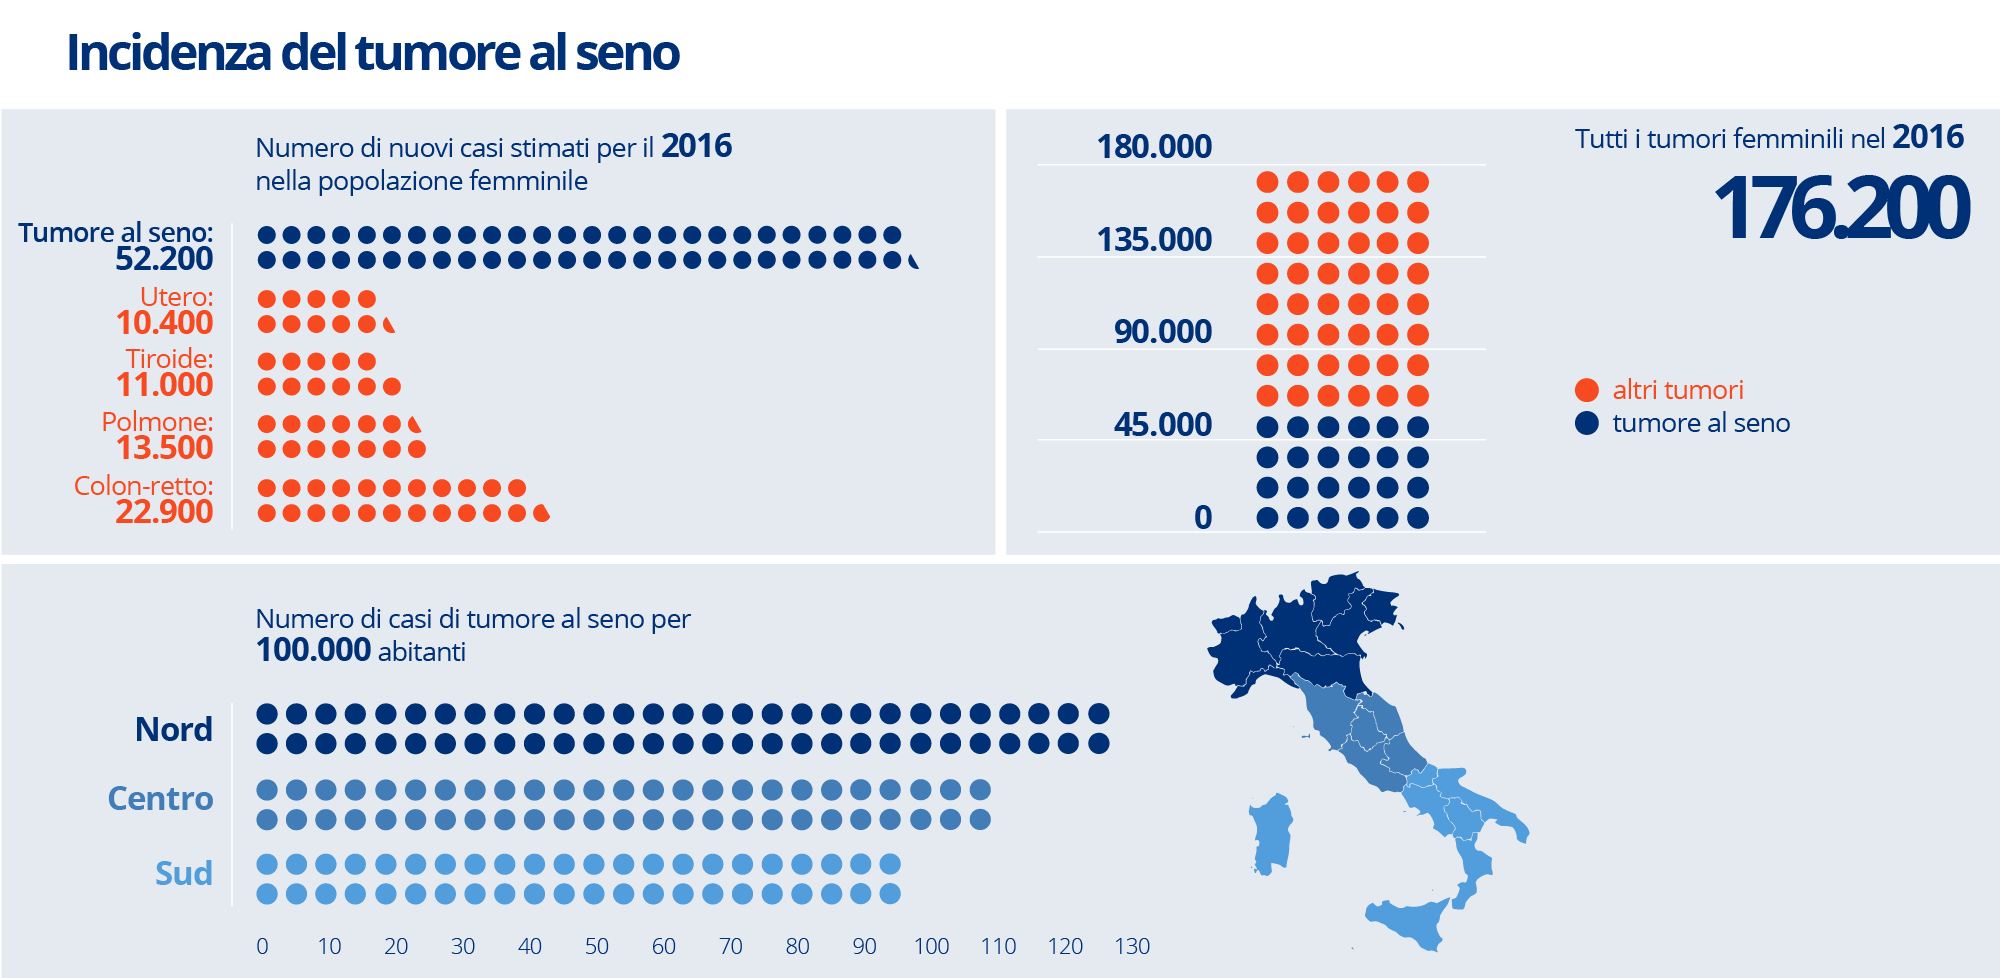 Incidenza del tumore al seno
Numero di nuovi casi stimati per il 2016
nella popolazione femminile
Tumore al seno:
52.200
Utero:
10.400
Tiroide:
11.000
Polmone:
13.500
Colon-retto:
22.900
180.000
135.000
90.000
45.000
0
Tutti i tumori femminili nel 2016
176.200
altri tumori
tumore al seno
Numero di casi di tumore al seno per
100.000 abitanti
Nord
Centro
Sud
0 10 20 30 40 50 60 70 80 90 100 110 120 130